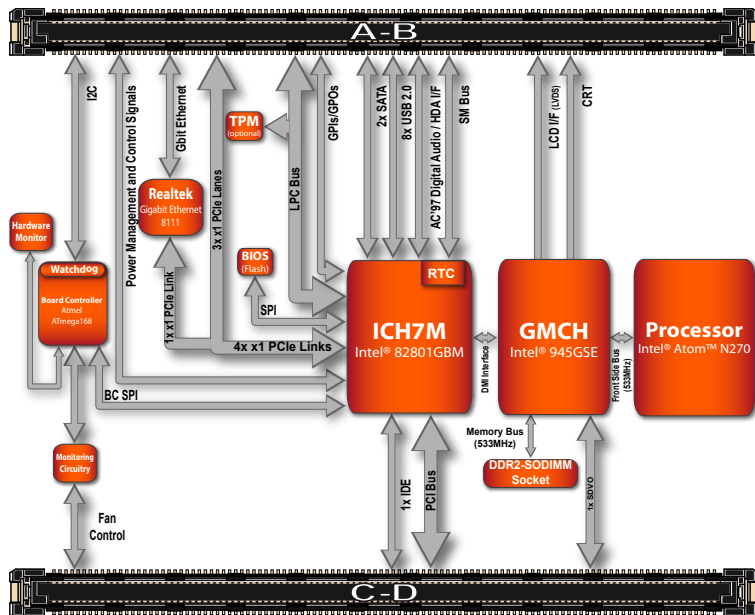 A-B
I2C
Power Management and Control Signals
Gbit Ethernet
3x x1 PCIe Lanes
TPM
(optional)
LPC Bus
GPIs/GPOs
2x SATA
8x USB 2.0
AC'97 Digital Audio / HDA I/F
SM Bus
LCD I/F (LVDS)
CRT
Realtek
Gigabit Ethernet
8111
Hardware
Monitor
Watchdog
Board Controller
Atmel
ATmega168
BIOS
(Flash)
SPI
1x x1 PCIe Link
4x x1 PCIe Links
BC SPI
RTC
ICH7M
Intel® 82801GBM
DMI Interface
GMCH
Intel® 945GSE
Front Side Bus
(533MHz)
Processor
Intel® Atom™ N270
Memory Bus
(533MHz)
DDR2-SODIMM
Socket
Monitoring
Circuitry
Fan
Control
1x IDE
PCI Bus
1x SDVO
C-D